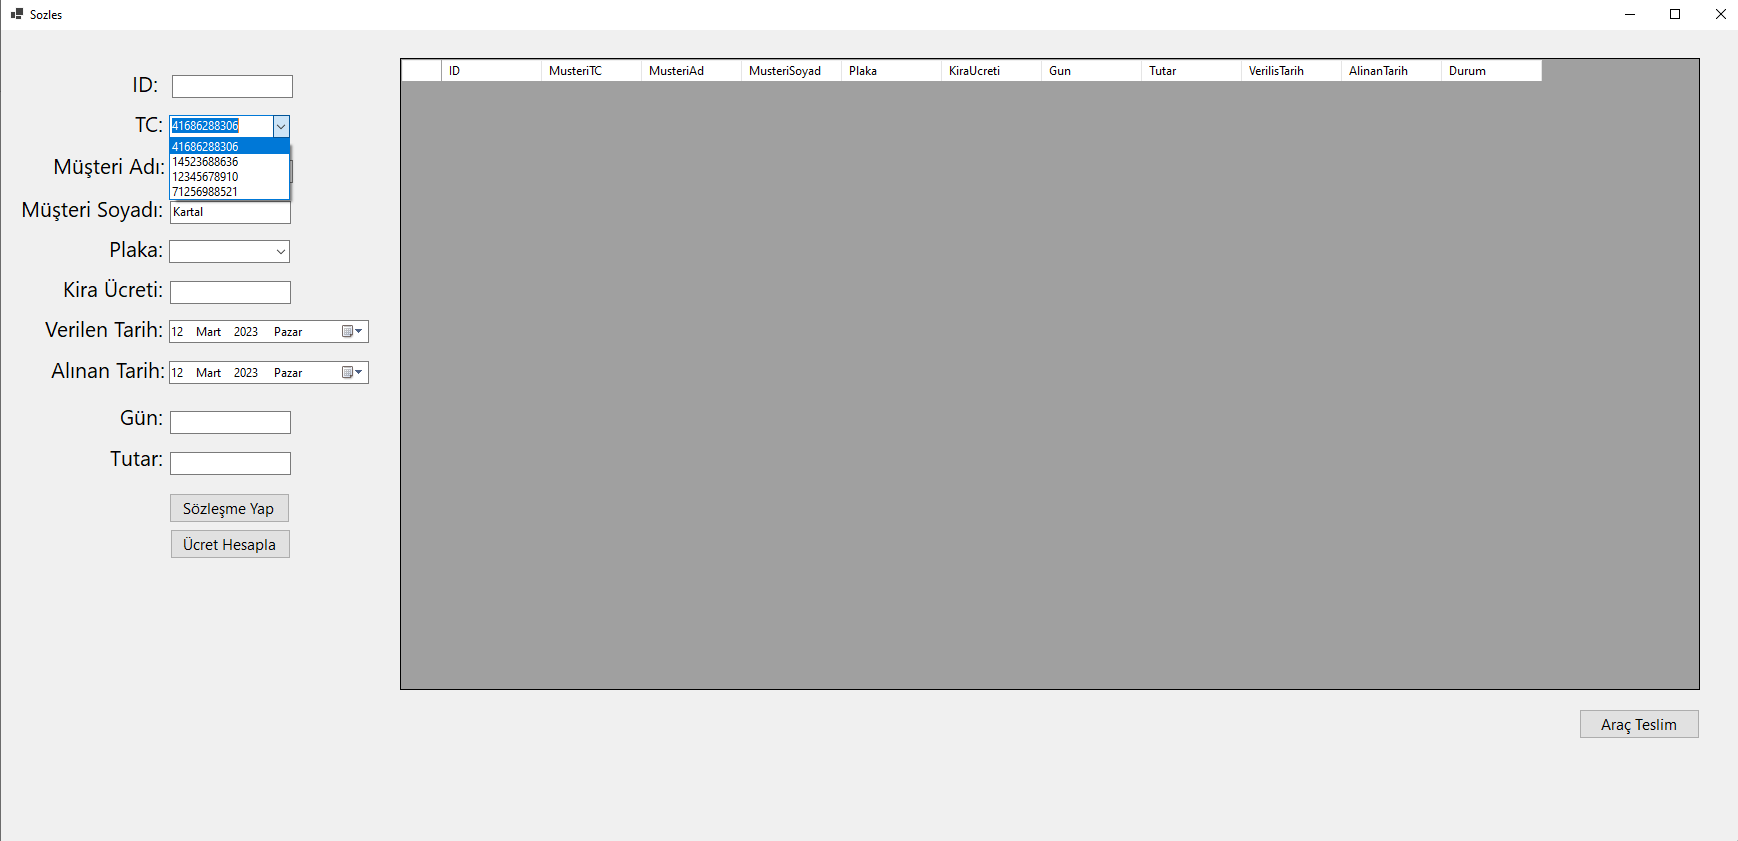 Sozles
ID:
TC: 41686288306
41686288306
14523688636
12345678910
71256988521
Müşteri Adı:
Müşteri Soyadı: Kartal
Plaka:
Kira Ücreti:
Verilen Tarih: 12 Mart 2023 Pazar
Alınan Tarih: 12 Mart 2023 Pazar
Gün:
Tutar:
Sözleşme Yap
Ücret Hesapla
ID MusteriTC MusteriAd MusteriSoyad Plaka KiraUcreti Gun Tutar VerilisTarih AlinanTarih Durum
Araç Teslim